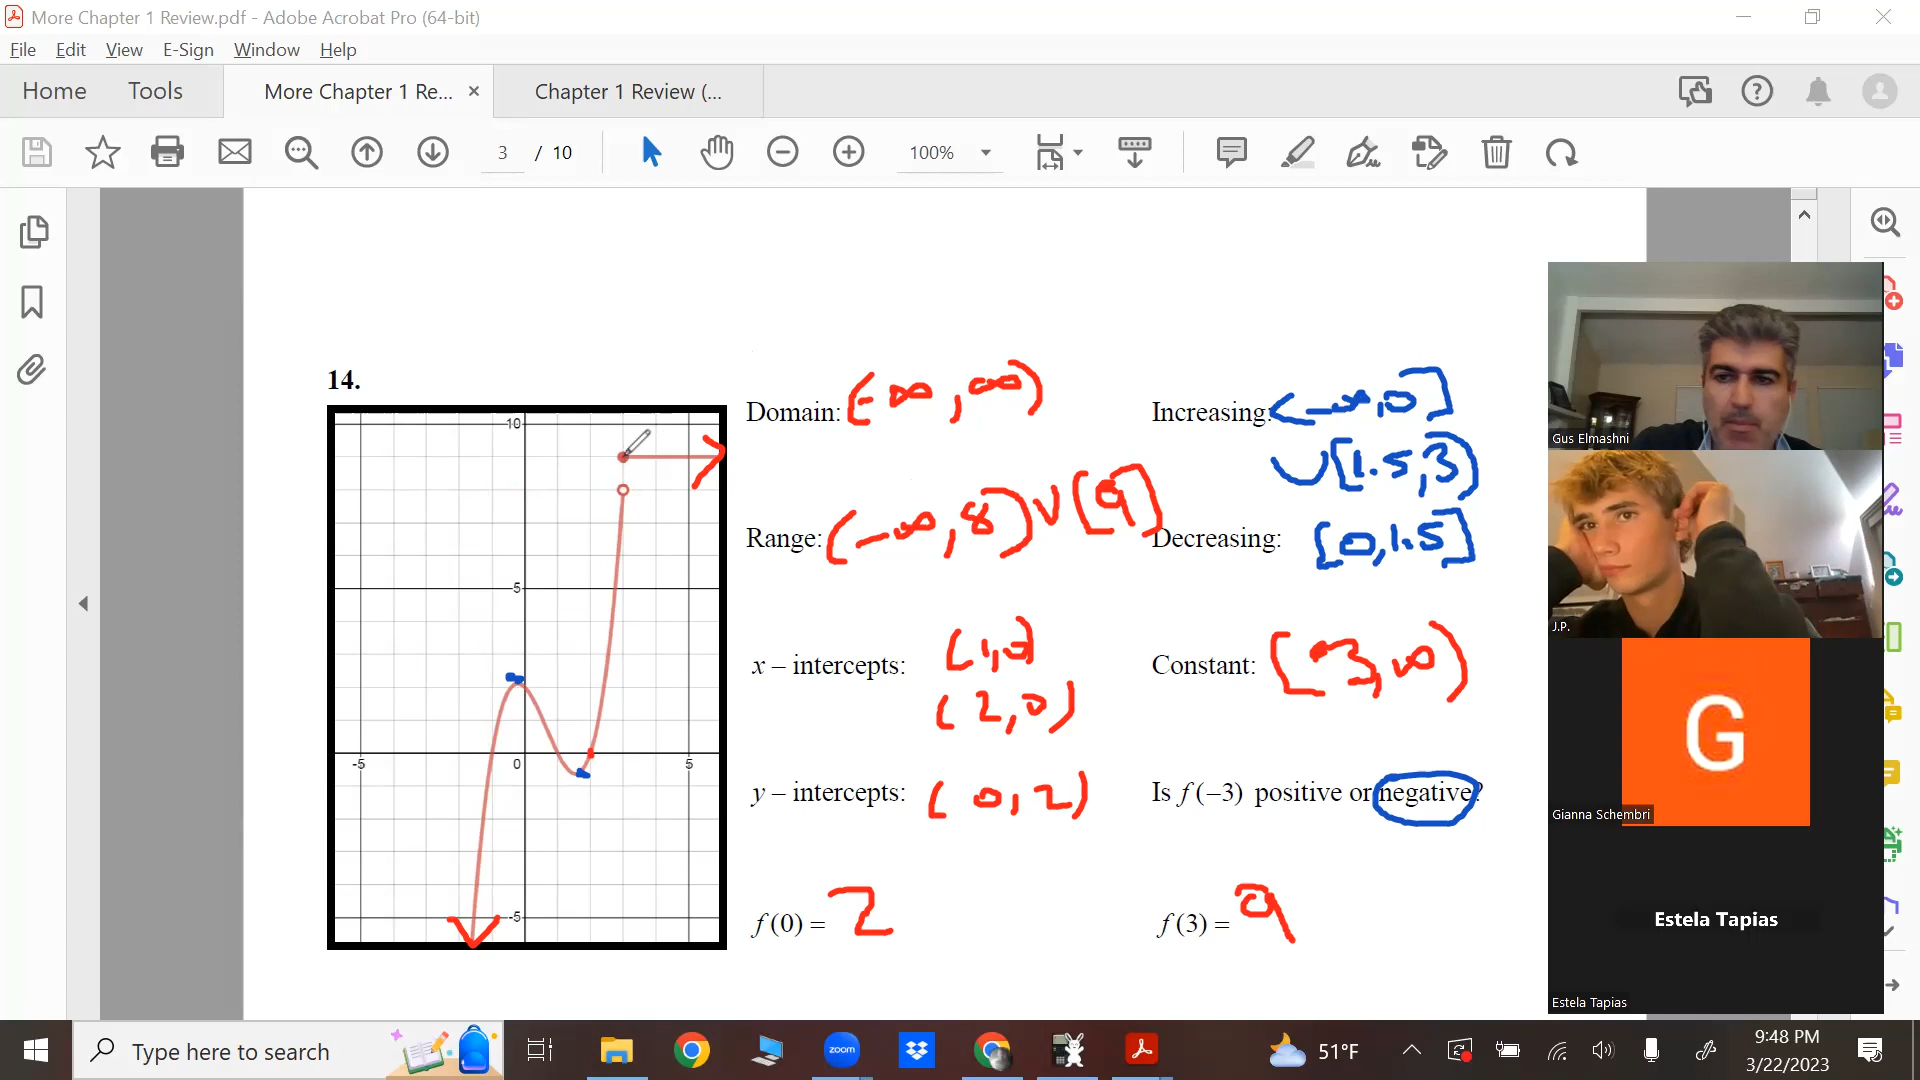 More Chapter 1 Review.pdf - Adobe Acrobat Pro (64-bit)
File Edit View E-Sign Window Help
Home Tools More Chapter 1 Re... × Chapter 1 Review (...
3 / 10 100%
14.
Domain: (-∞, ∞)
Increasing: (-∞, 0]
∪[1.5, 3)
Range: (-∞, 8) ∪ [9]
Decreasing: [0, 1.5]
x – intercepts: (1, 0)
(2, 0)
Constant: [3, ∞)
y – intercepts: (0, 2)
Is f (−3) positive or negative?
f (0) = 2
f (3) = 9
10
5
-5
0
5
-5
Gus Elmashni
J.P.
G
Gianna Schembri
Estela Tapias
Estela Tapias
Type here to search
zoom
51°F
9:48 PM
3/22/2023